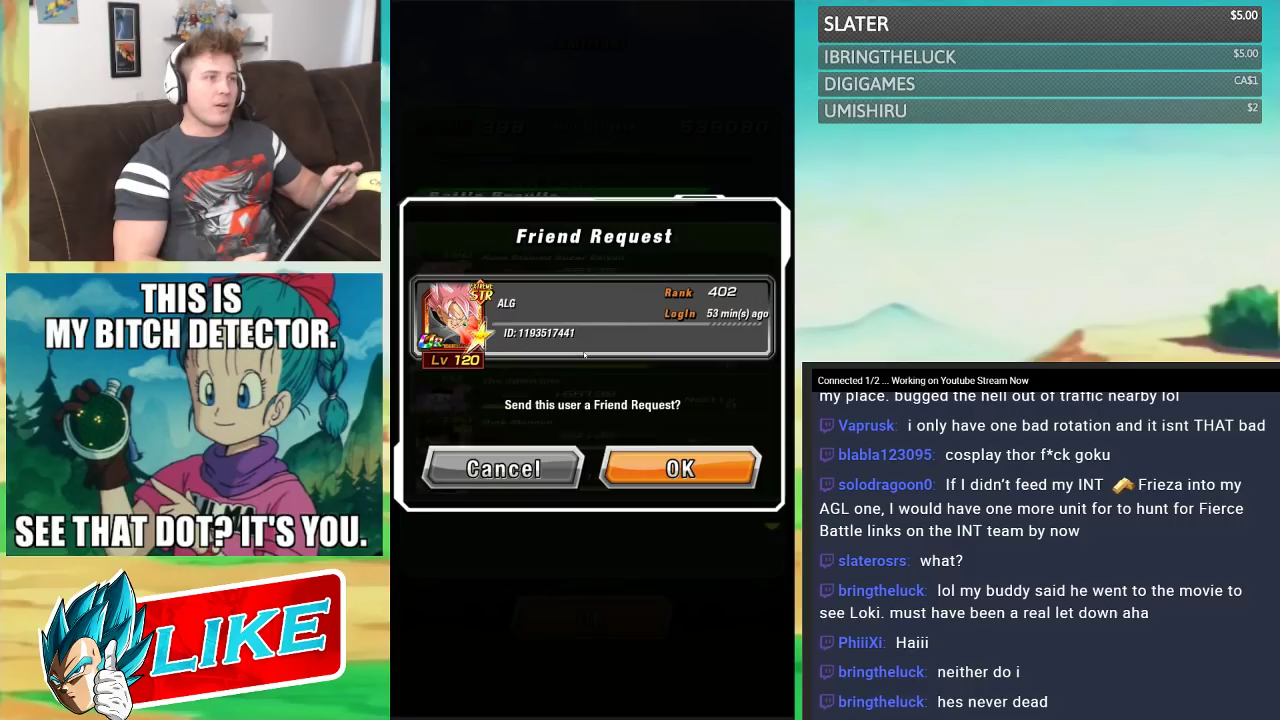 THIS IS
MY BITCH DETECTOR.
SEE THAT DOT? IT'S YOU.
LIKE
Friend Request
EXTREME
STR
UR
Lv 120
ALG
ID: 1193517441
Rank 402
LogIn 53 min(s) ago
Send this user a Friend Request?
Cancel
OK
SLATER $5.00
IBRINGTHELUCK $5.00
DIGIGAMES CA$1
UMISHIRU $2
Connected 1/2 ... Working on Youtube Stream Now
my place. bugged the hell out of traffic nearby lol
Vaprusk: i only have one bad rotation and it isnt THAT bad
blabla123095: cosplay thor f*ck goku
solodragoon0: If I didn't feed my INT Frieza into my
AGL one, I would have one more unit for to hunt for Fierce
Battle links on the INT team by now
slaterosrs: what?
bringtheluck: lol my buddy said he went to the movie to
see Loki. must have been a real let down aha
PhiiiXi: Haiii
bringtheluck: neither do i
bringtheluck: hes never dead